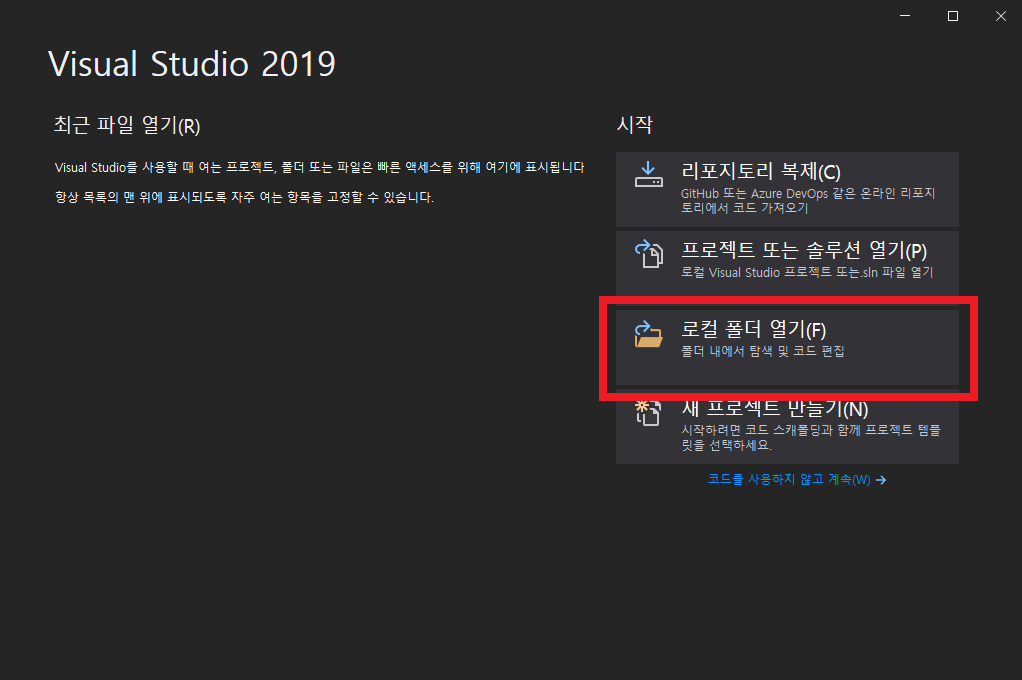 Visual Studio 2019
최근 파일 열기(R)
Visual Studio를 사용할 때 여는 프로젝트, 폴더 또는 파일은 빠른 액세스를 위해 여기에 표시됩니다
항상 목록의 맨 위에 표시되도록 자주 여는 항목을 고정할 수 있습니다.
시작
리포지토리 복제(C)
GitHub 또는 Azure DevOps 같은 온라인 리포지
토리에서 코드 가져오기
프로젝트 또는 솔루션 열기(P)
로컬 Visual Studio 프로젝트 또는.sln 파일 열기
로컬 폴더 열기(F)
폴더 내에서 탐색 및 코드 편집
새 프로젝트 만들기(N)
시작하려면 코드 스캐폴딩과 함께 프로젝트 템플
릿을 선택하세요.
코드를 사용하지 않고 계속(W) →